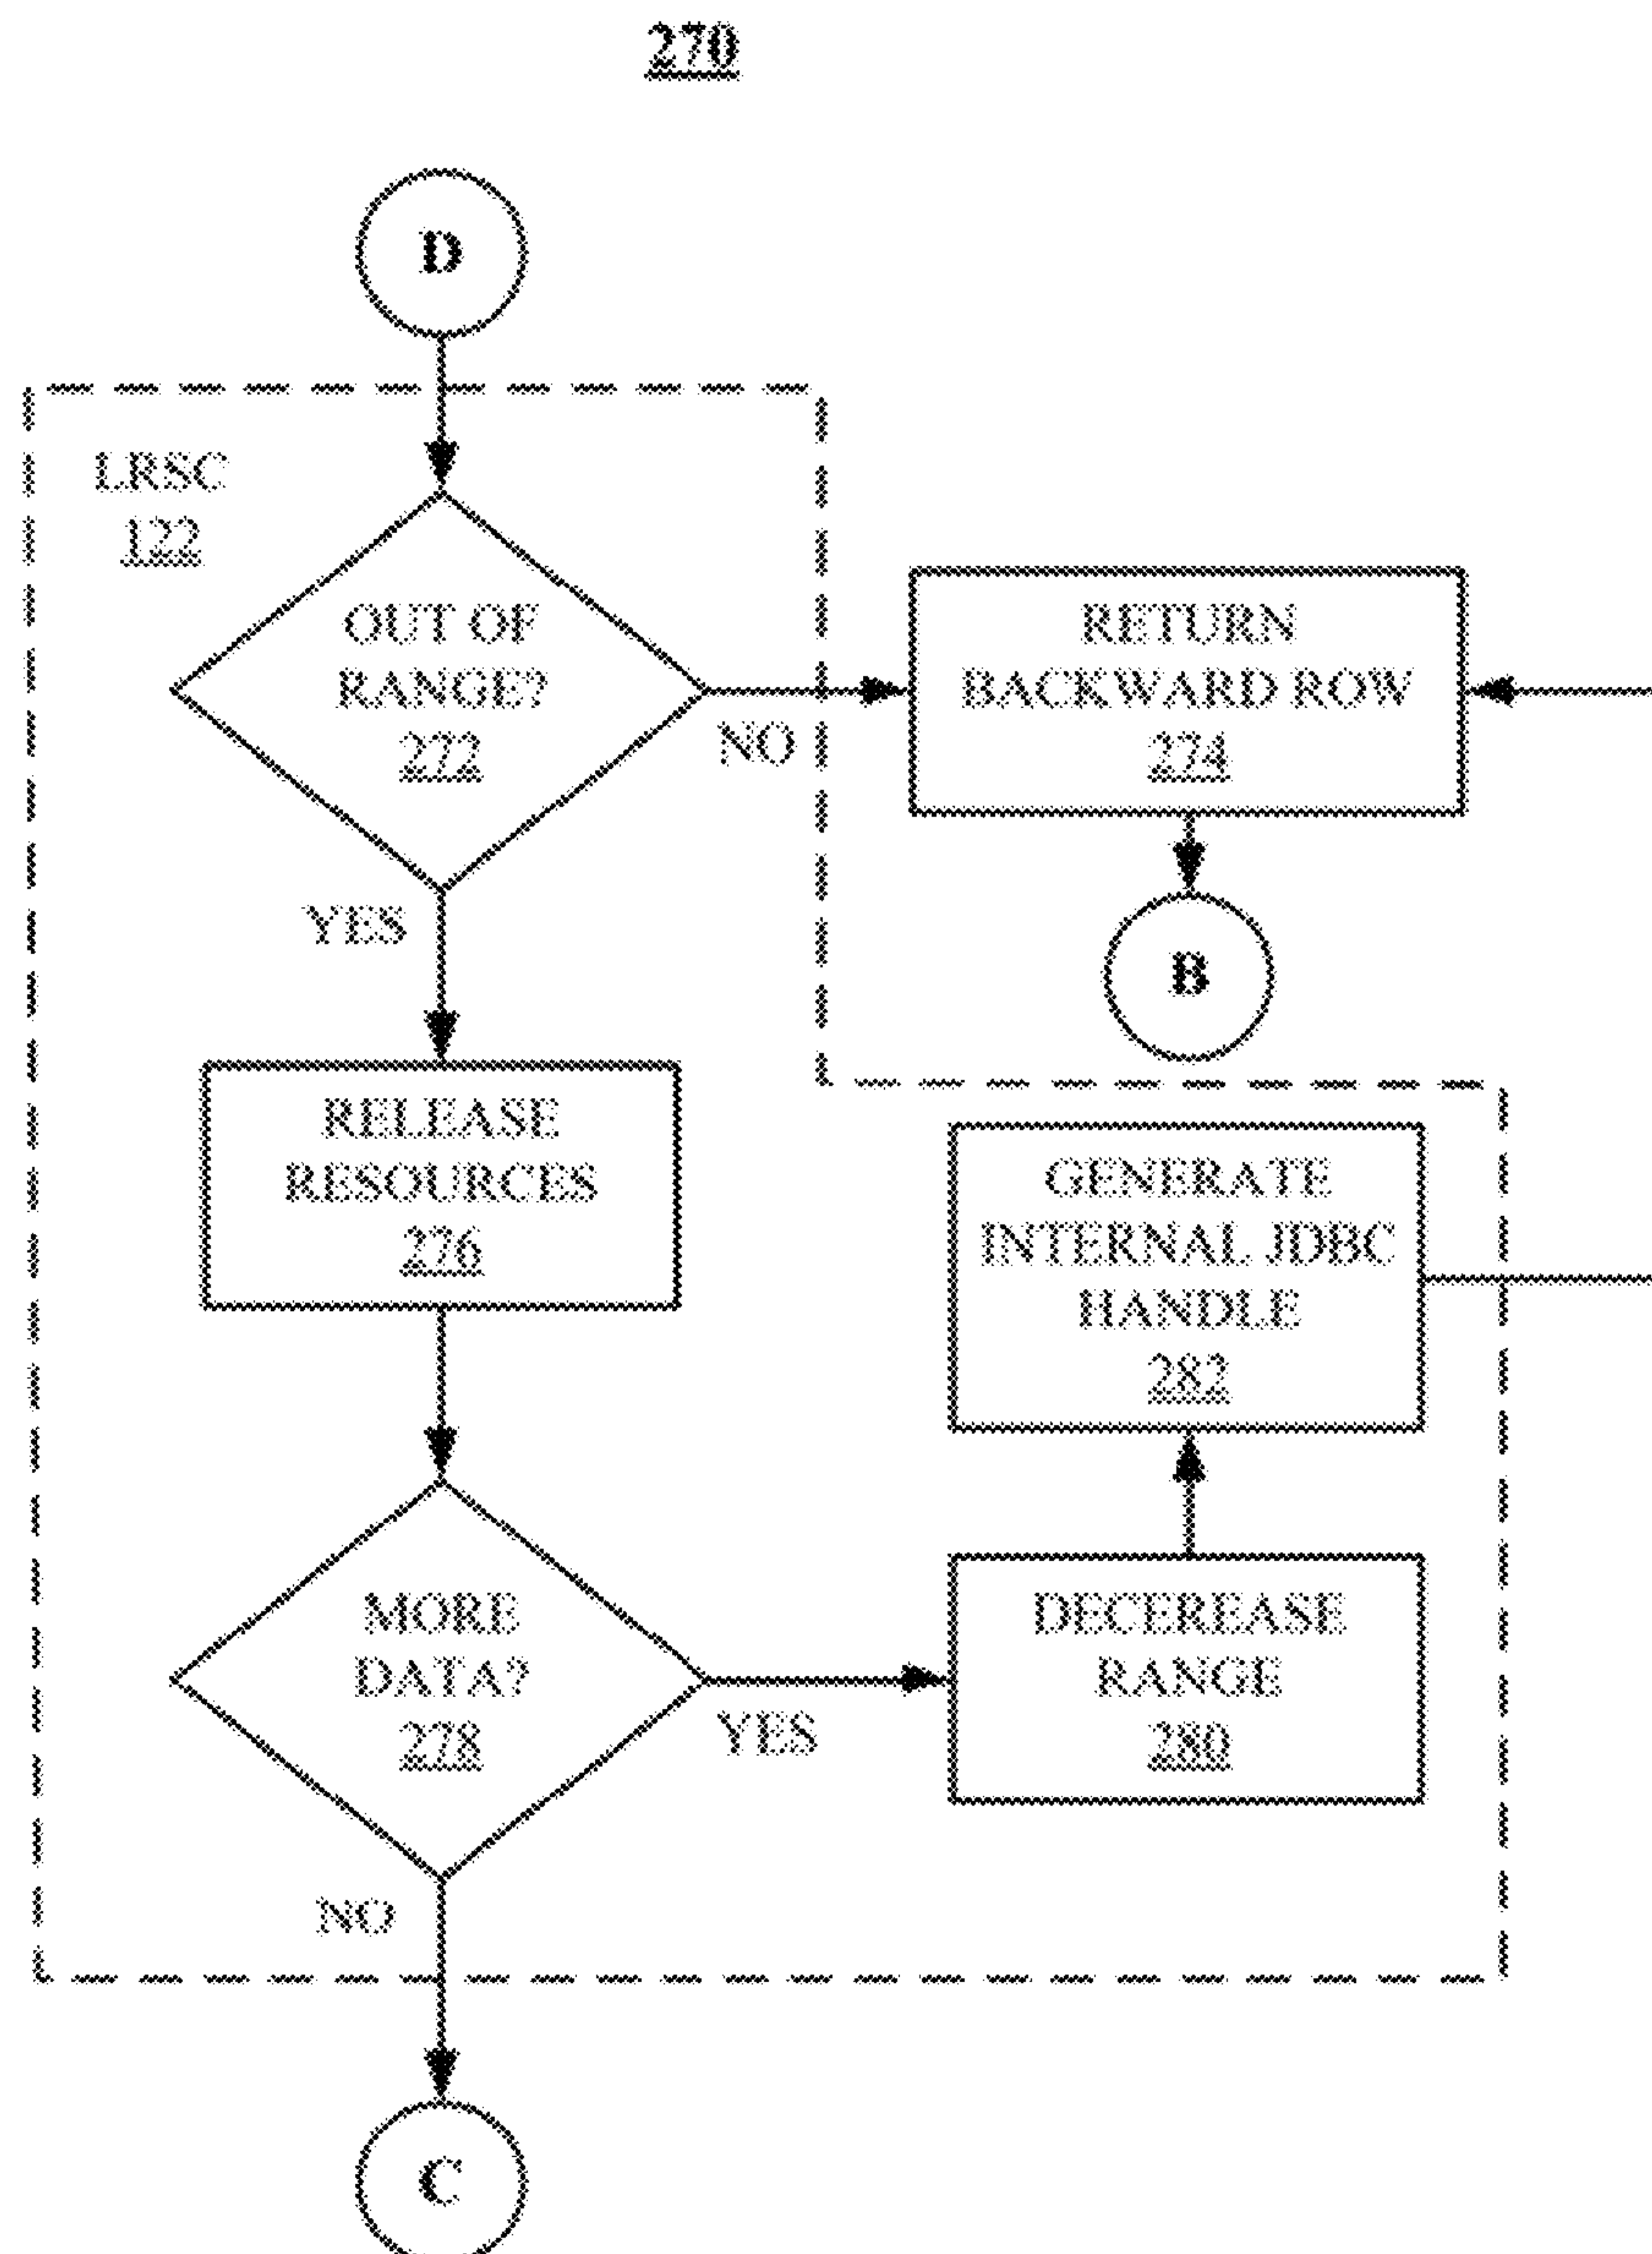 270
D
LRSC
122
OUT OF
RANGE?
272
NO
RETURN
BACKWARD ROW
274
YES
B
RELEASE
RESOURCES
276
GENERATE
INTERNAL JDBC
HANDLE
282
MORE
DATA?
278
YES
DECEREASE
RANGE
280
NO
C